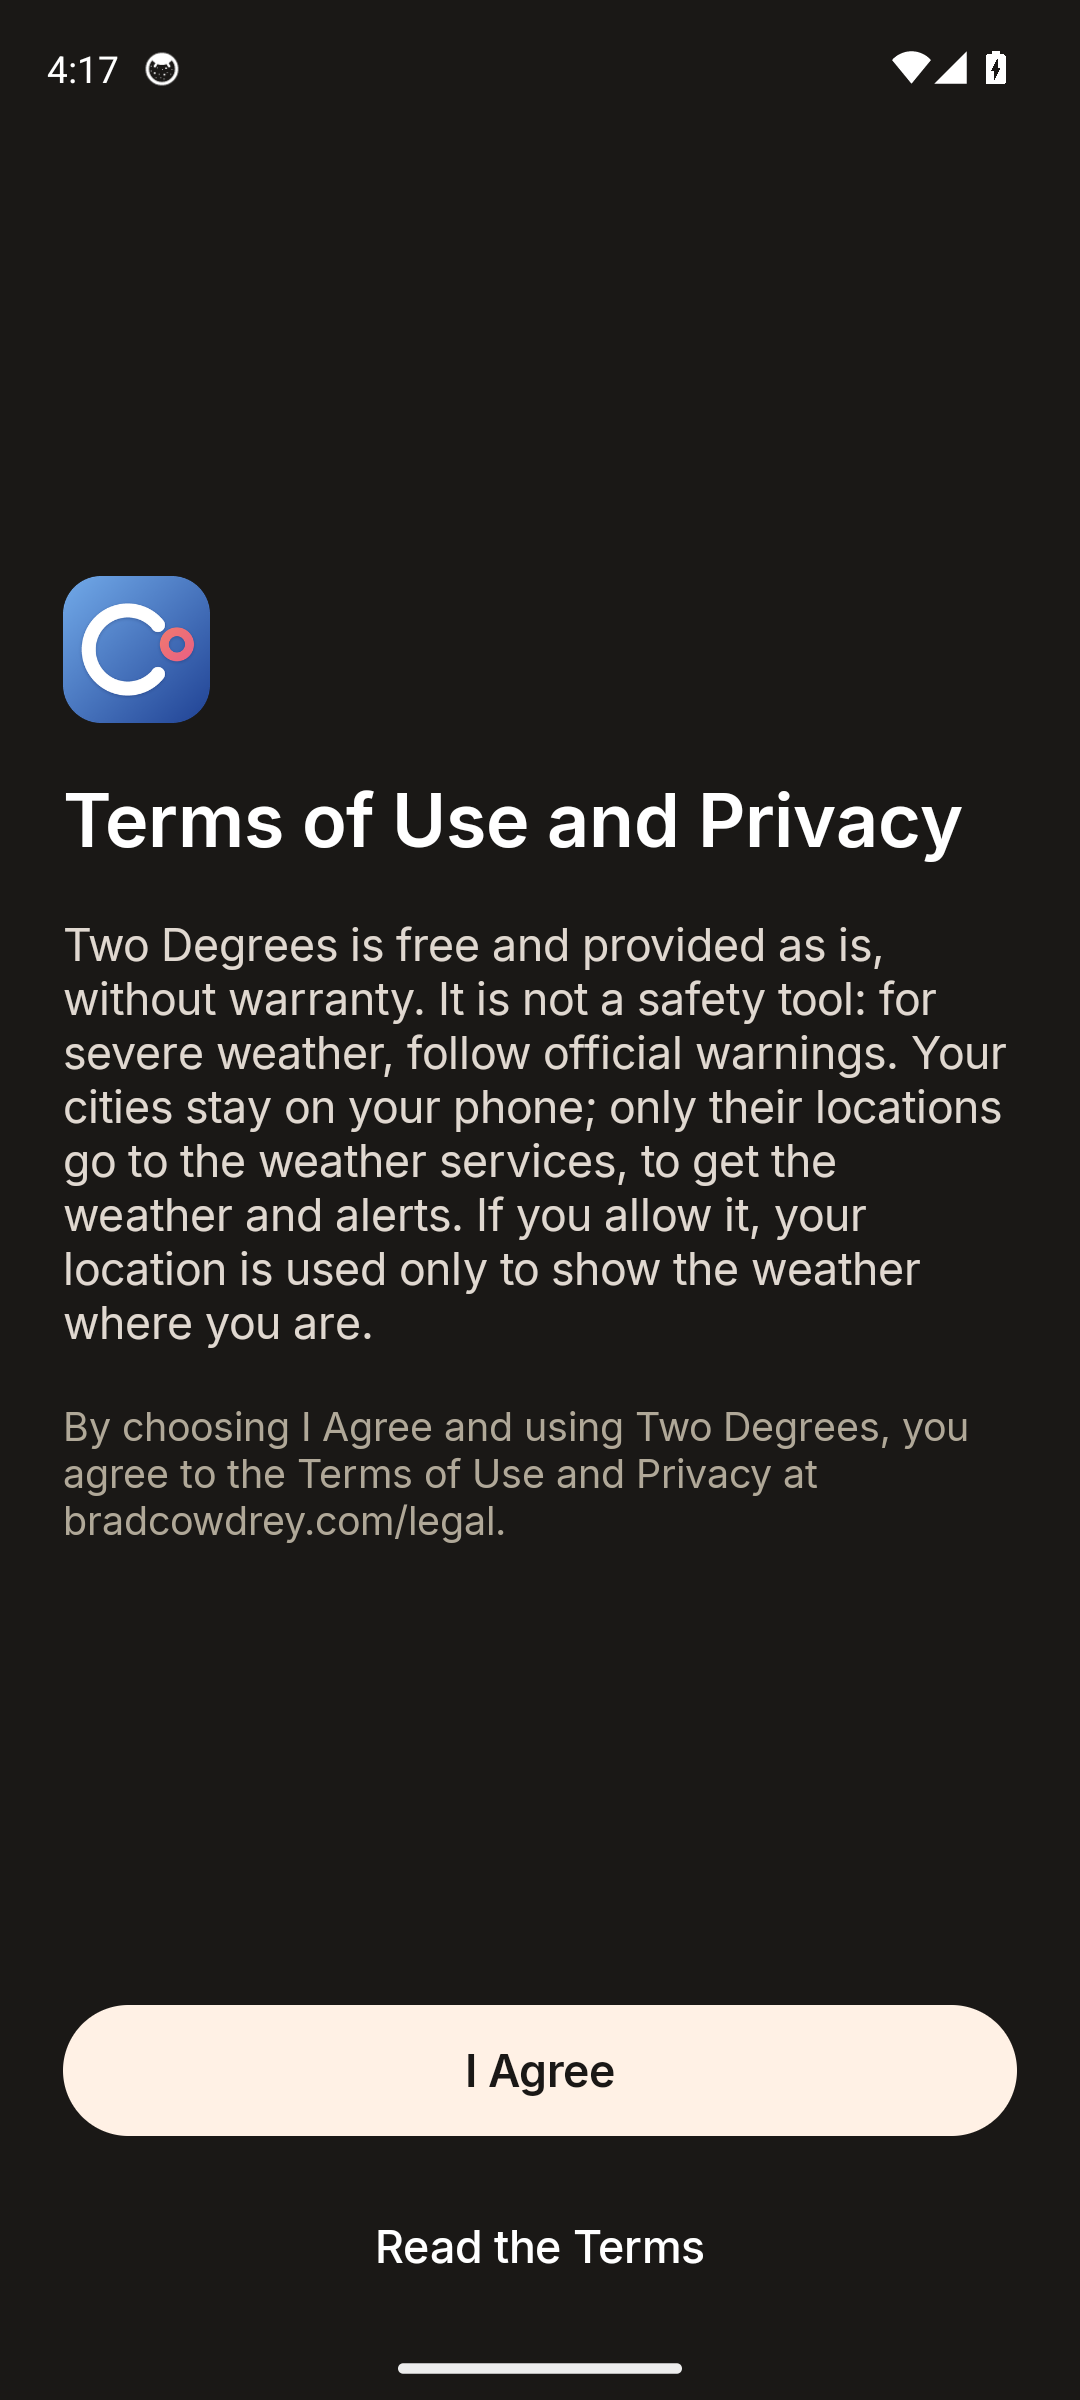 4:17
Terms of Use and Privacy
Two Degrees is free and provided as is,
without warranty. It is not a safety tool: for
severe weather, follow official warnings. Your
cities stay on your phone; only their locations
go to the weather services, to get the
weather and alerts. If you allow it, your
location is used only to show the weather
where you are.
By choosing I Agree and using Two Degrees, you
agree to the Terms of Use and Privacy at
bradcowdrey.com/legal.
I Agree
Read the Terms